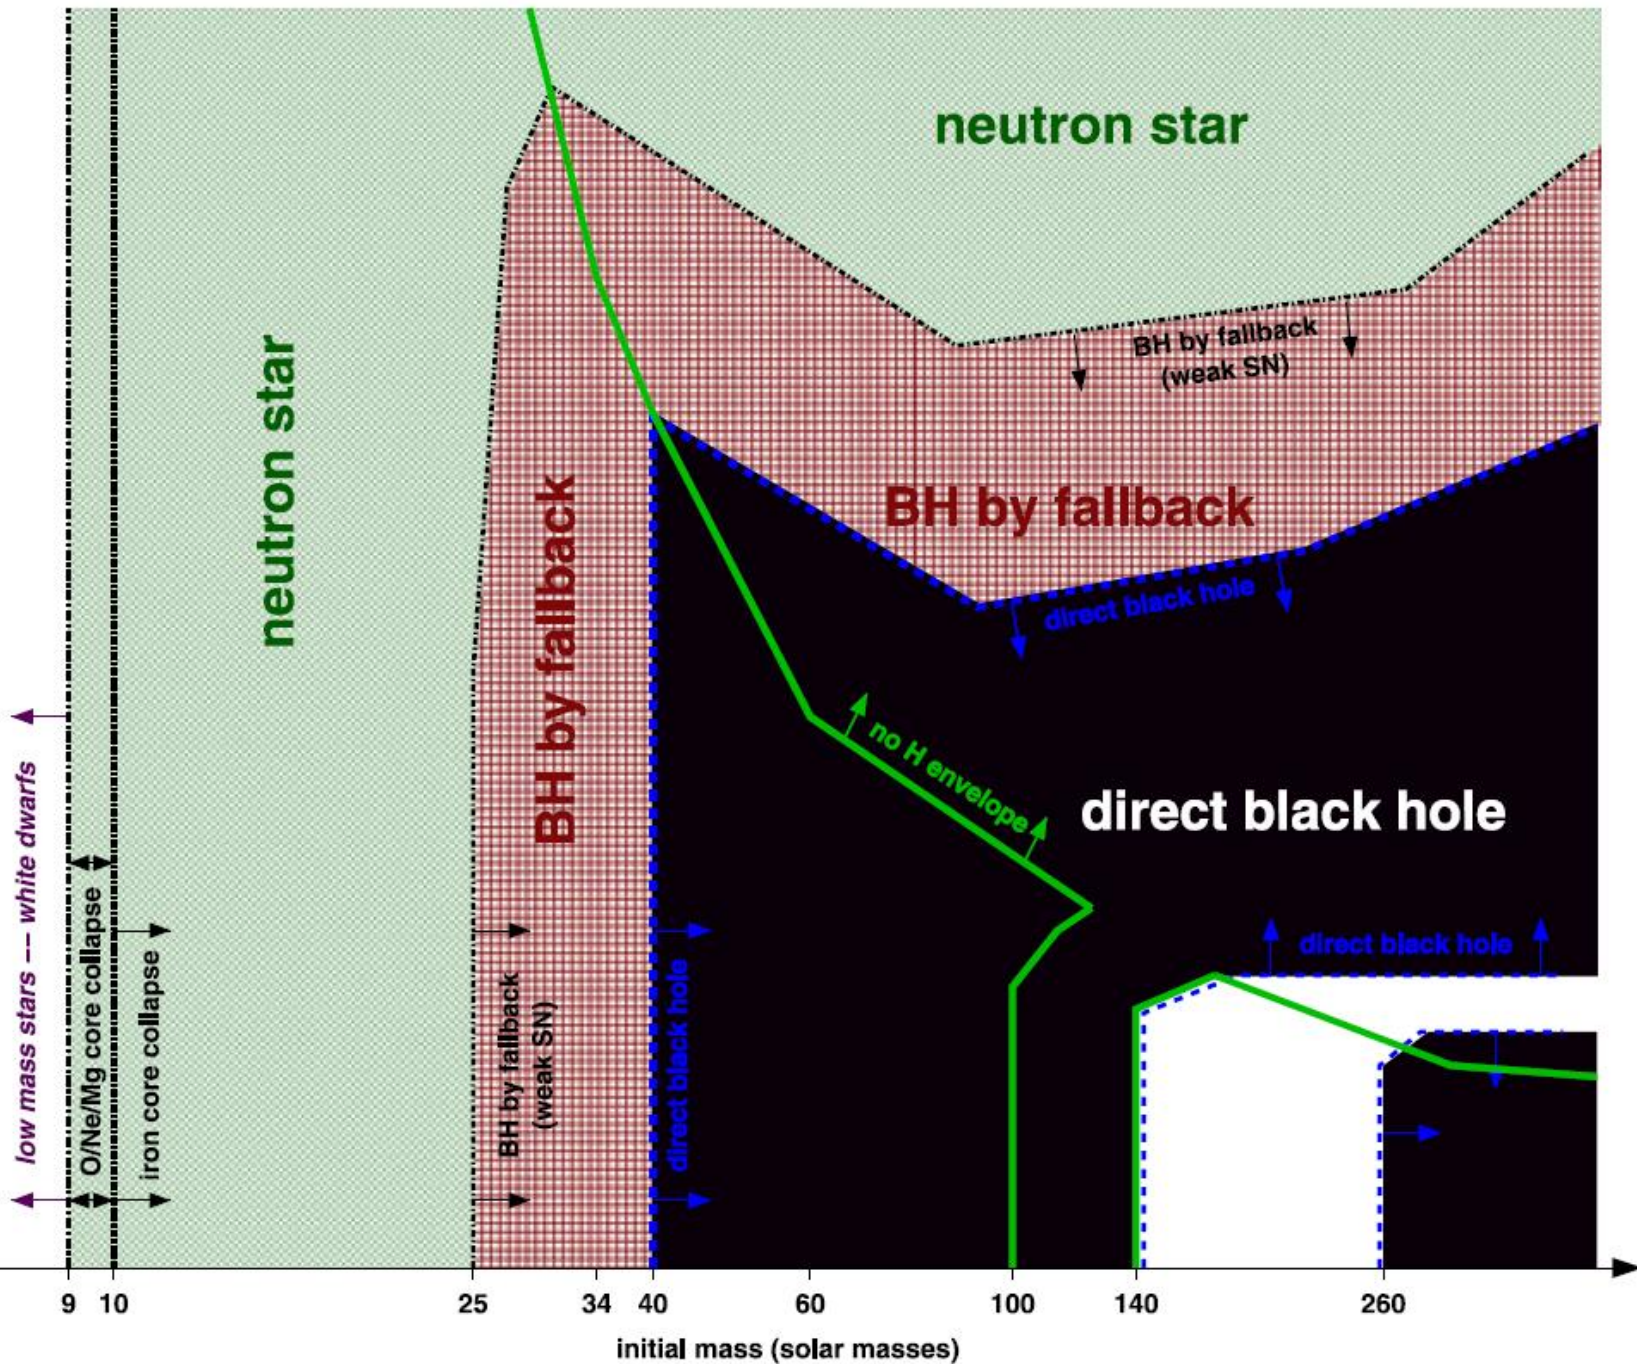 neutron star
neutron star
BH by fallback
(weak SN)
BH by fallback
direct black hole
BH by fallback
no H envelope
direct black hole
direct black hole
low mass stars –– white dwarfs
O/Ne/Mg core collapse
iron core collapse
BH by fallback
(weak SN)
direct black hole
9 10 25 34 40 60 100 140 260
initial mass (solar masses)